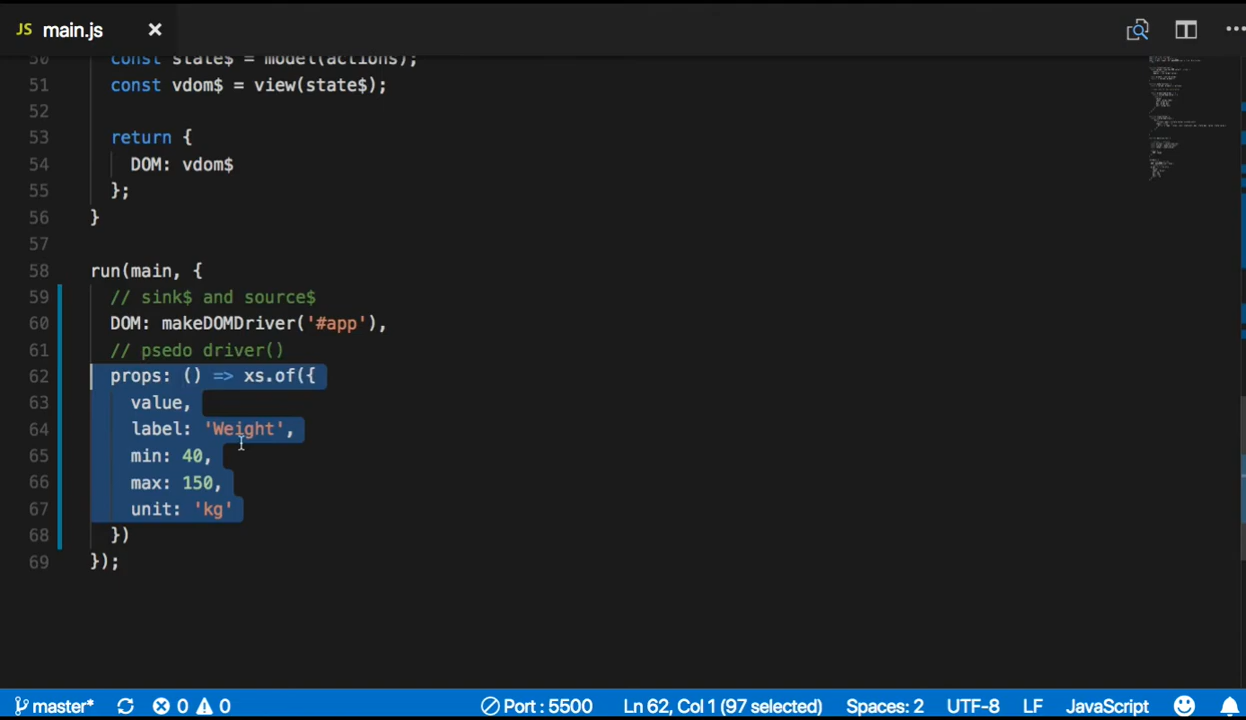 JS main.js ×
50 const state$ = model(actions);
51 const vdom$ = view(state$);
52
53 return {
54 DOM: vdom$
55 };
56 }
57
58 run(main, {
59 // sink$ and source$
60 DOM: makeDOMDriver('#app'),
61 // psedo driver()
62 props: () => xs.of({
63 value,
64 label: 'Weight',
65 min: 40,
66 max: 150,
67 unit: 'kg'
68 })
69 });
master* 0 0 Port : 5500 Ln 62, Col 1 (97 selected) Spaces: 2 UTF-8 LF JavaScript